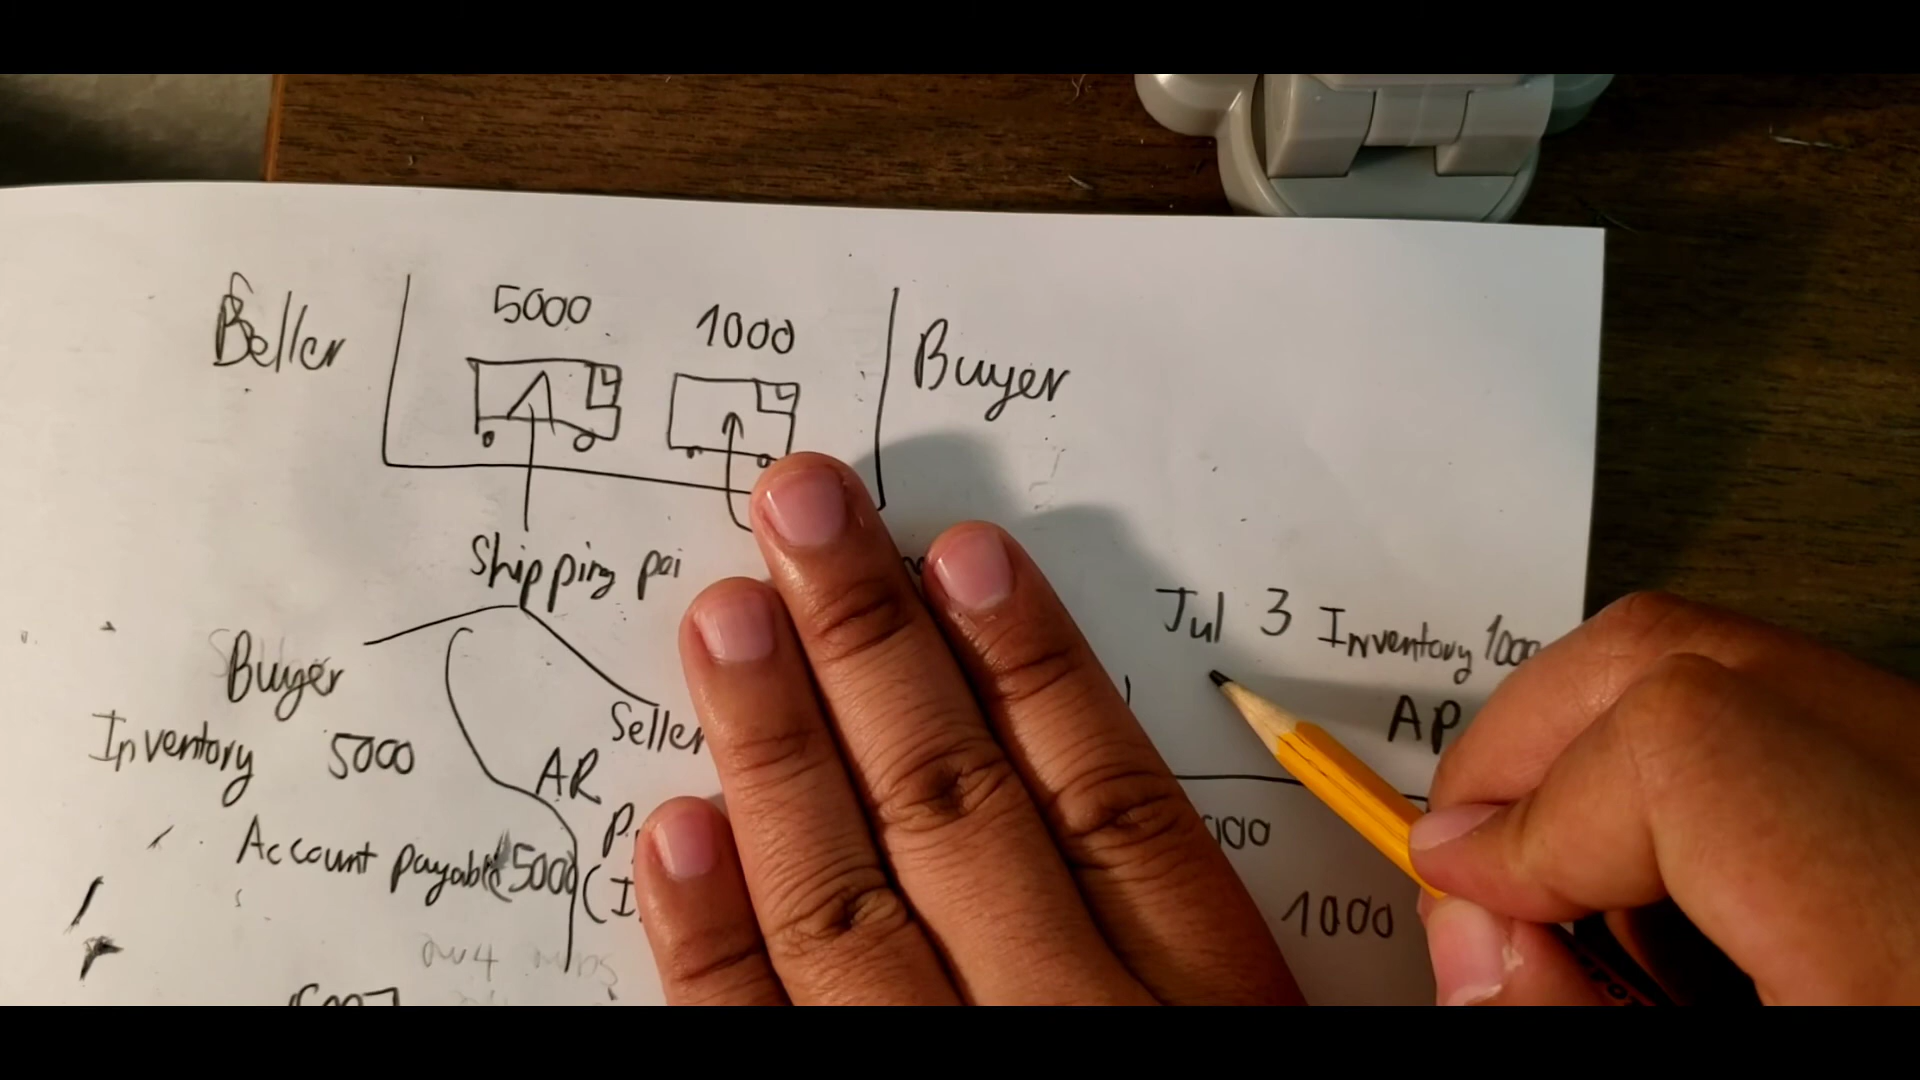 Beller
5000
1000
Buyer
Shipping poi
Buyer
Seller
Inventory 5000
AR
Account payable 5000
(I
Jul 3 Inventory 1000
AP
1000